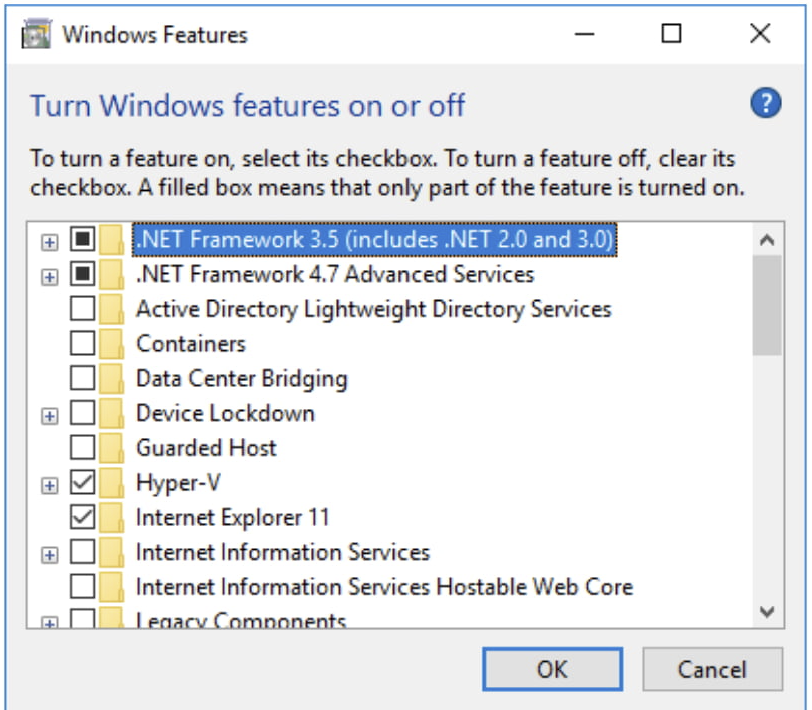 Windows Features
Turn Windows features on or off
To turn a feature on, select its checkbox. To turn a feature off, clear its
checkbox. A filled box means that only part of the feature is turned on.
.NET Framework 3.5 (includes .NET 2.0 and 3.0)
.NET Framework 4.7 Advanced Services
Active Directory Lightweight Directory Services
Containers
Data Center Bridging
Device Lockdown
Guarded Host
Hyper-V
Internet Explorer 11
Internet Information Services
Internet Information Services Hostable Web Core
Legacy Components
OK Cancel